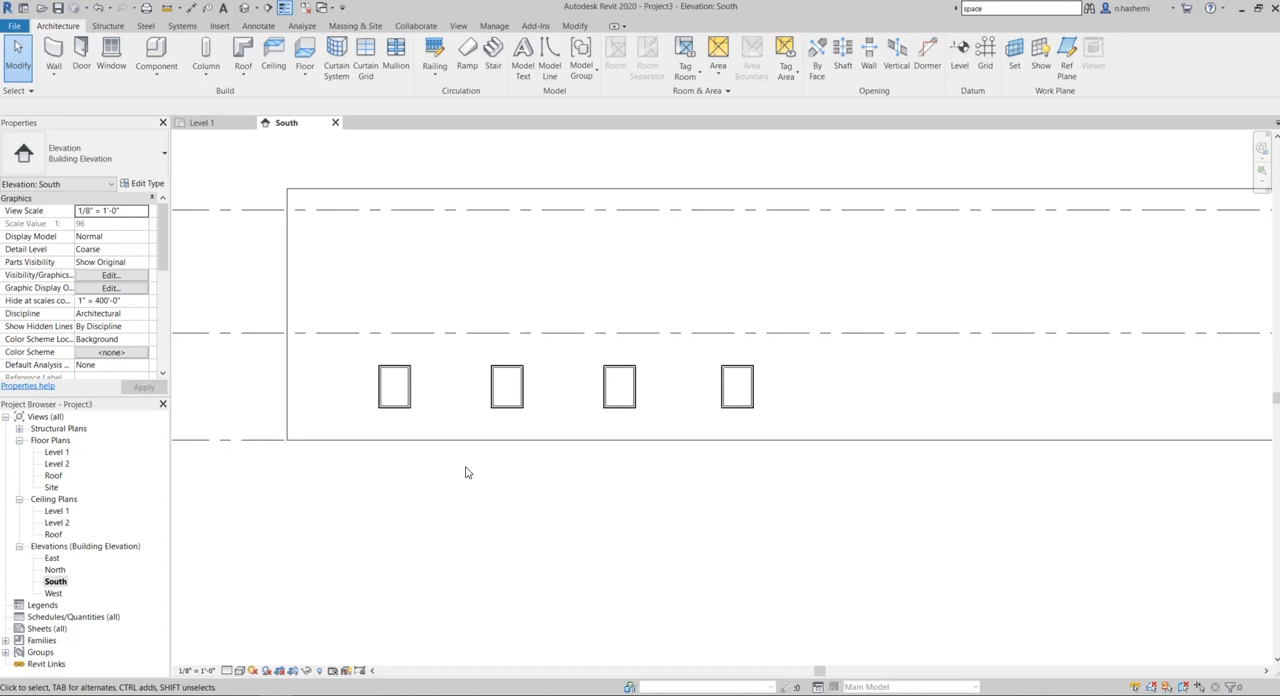 Autodesk Revit 2020 - Project3 - Elevation: South
space
n.hashemi
File Architecture Structure Steel Systems Insert Annotate Analyze Massing & Site Collaborate View Manage Add-Ins Modify
Modify Wall Door Window Component Column Roof Ceiling Floor Curtain System Curtain Grid Mullion Railing Ramp Stair Model Text Model Line Model Group Room Room Separator Tag Room Area Area Boundary Tag Area By Face Shaft Wall Vertical Dormer Level Grid Set Show Ref Plane Viewer
Select Build Circulation Model Room & Area Opening Datum Work Plane
Properties
Level 1 South
Elevation
Building Elevation
Elevation: South Edit Type
Graphics
View Scale 1/8" = 1'-0"
Scale Value 1: 96
Display Model Normal
Detail Level Coarse
Parts Visibility Show Original
Visibility/Graphics... Edit...
Graphic Display O... Edit...
Hide at scales co... 1" = 400'-0"
Discipline Architectural
Show Hidden Lines By Discipline
Color Scheme Loc... Background
Color Scheme <none>
Default Analysis ... None
Reference Label
Properties help Apply
Project Browser - Project3
Views (all)
Structural Plans
Floor Plans
Level 1
Level 2
Roof
Site
Ceiling Plans
Level 1
Level 2
Roof
Elevations (Building Elevation)
East
North
South
West
Legends
Schedules/Quantities (all)
Sheets (all)
Families
Groups
Revit Links
1/8" = 1'-0"
Click to select, TAB for alternates, CTRL adds, SHIFT unselects. :0 Main Model :0